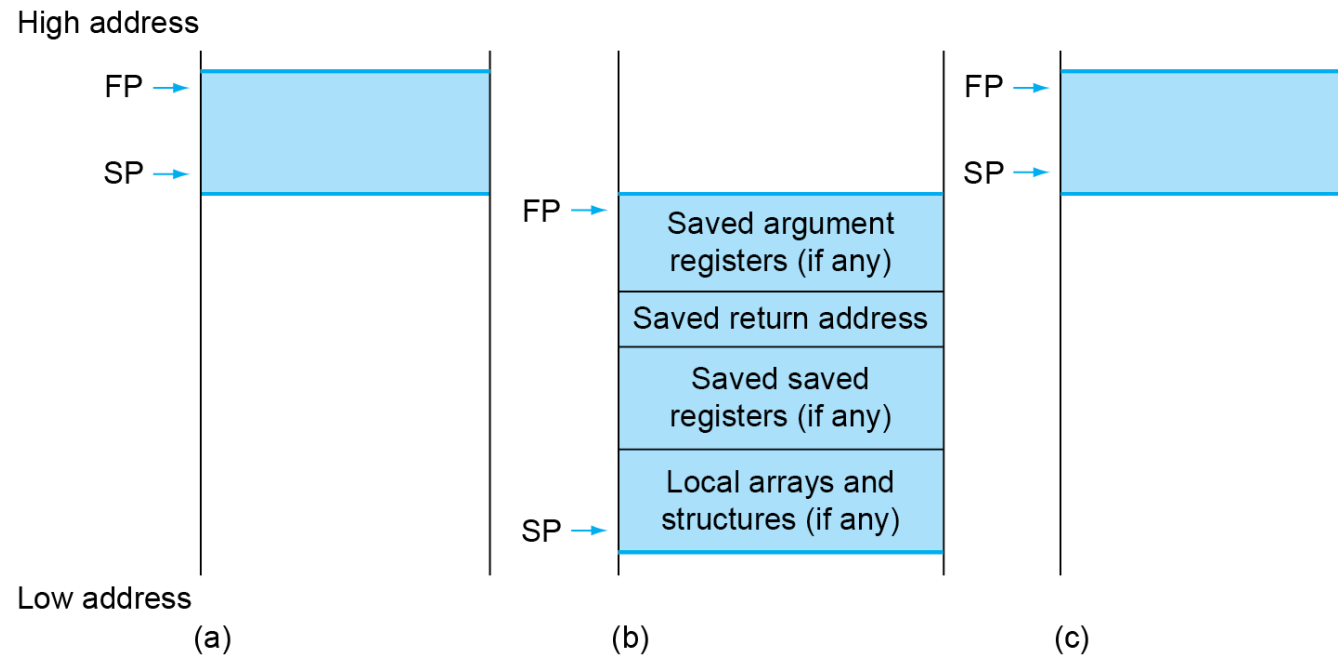 High address
FP
SP
FP
Saved argument
registers (if any)
Saved return address
Saved saved
registers (if any)
Local arrays and
structures (if any)
SP
FP
SP
Low address
(a)
(b)
(c)